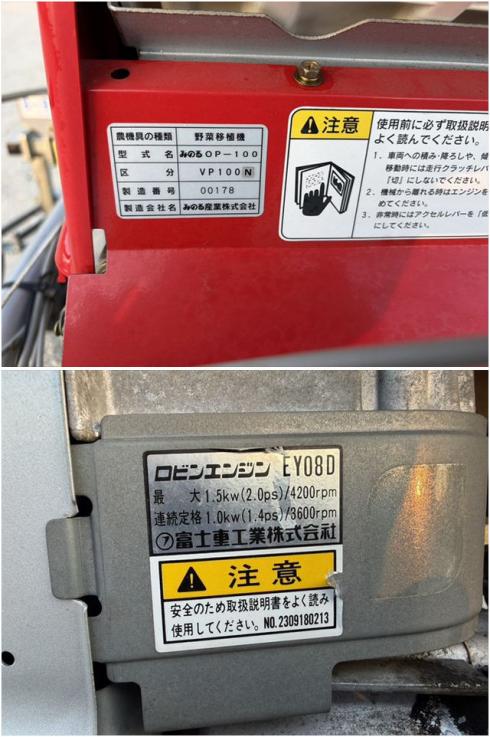 農機具の種類 野菜移植機
型式名 みのるOP-100
区分 VP100N
製造番号 00178
製造会社名 みのる産業株式会社
注意
使用前に必ず取扱説明
よく読んでください。
1、車両への積み・降ろしや、傾
移動時には走行クラッチレバ
「切」にしないでください。
2、機械から離れる時はエンジンを
めてください。
3、非常時にはアクセルレバーを「低
にしてください。
ロビンエンジン EY08D
最大1.5kw(2.0ps)/4200rpm
連続定格1.0kw(1.4ps)/3600rpm
ア富士重工業株式会社
注意
安全のため取扱説明書をよく読み
使用してください。NO.2309180213